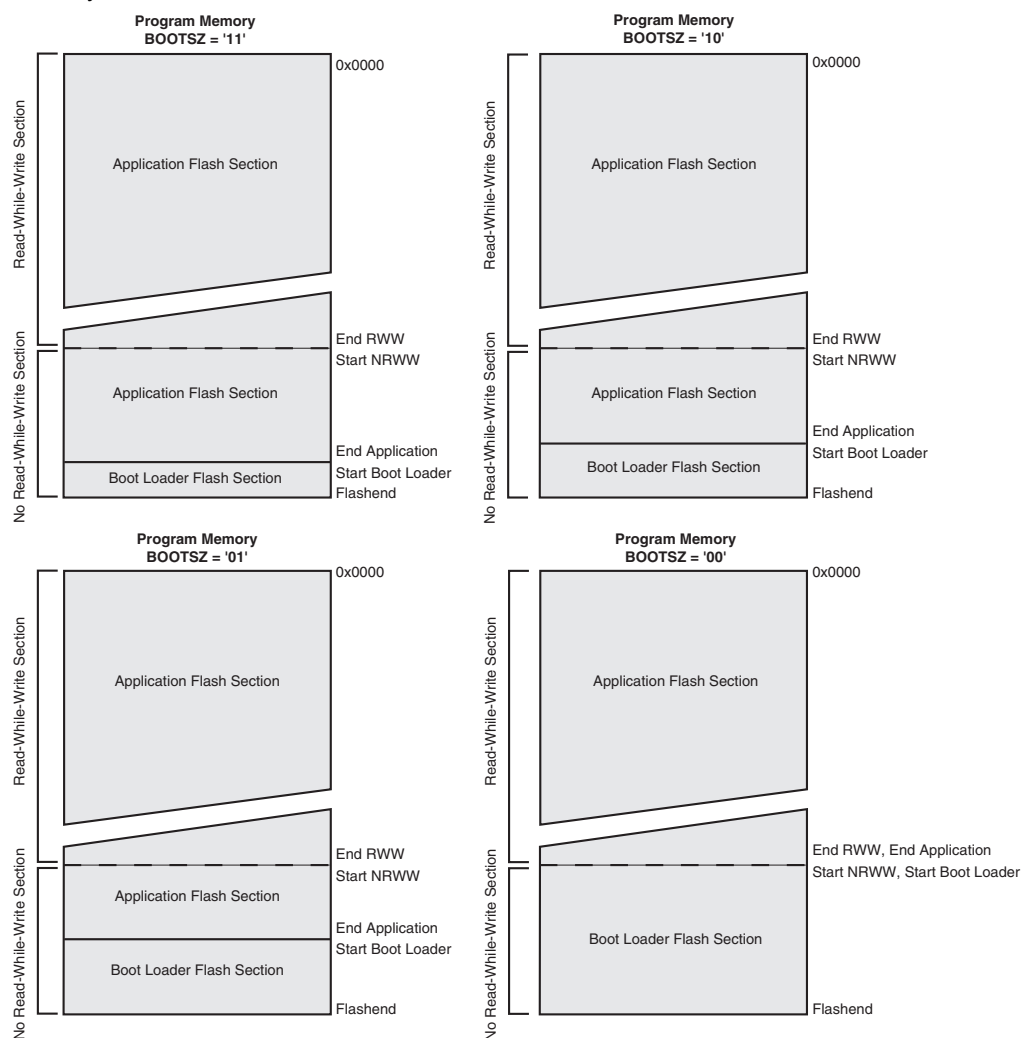 Program Memory
BOOTSZ = '11'
0x0000
Read-While-Write Section
Application Flash Section
End RWW
Start NRWW
No Read-While-Write Section
Application Flash Section
End Application
Start Boot Loader
Boot Loader Flash Section
Flashend
Program Memory
BOOTSZ = '10'
0x0000
Read-While-Write Section
Application Flash Section
End RWW
Start NRWW
No Read-While-Write Section
Application Flash Section
End Application
Start Boot Loader
Boot Loader Flash Section
Flashend
Program Memory
BOOTSZ = '01'
0x0000
Read-While-Write Section
Application Flash Section
End RWW
Start NRWW
No Read-While-Write Section
Application Flash Section
End Application
Start Boot Loader
Boot Loader Flash Section
Flashend
Program Memory
BOOTSZ = '00'
0x0000
Read-While-Write Section
Application Flash Section
End RWW, End Application
Start NRWW, Start Boot Loader
No Read-While-Write Section
Boot Loader Flash Section
Flashend